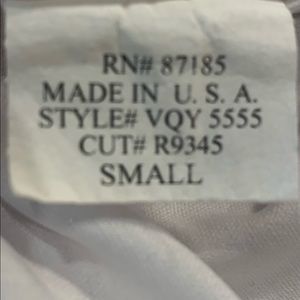 RN# 87185
MADE IN U. S. A.
STYLE# VQY 5555
CUT# R9345
SMALL